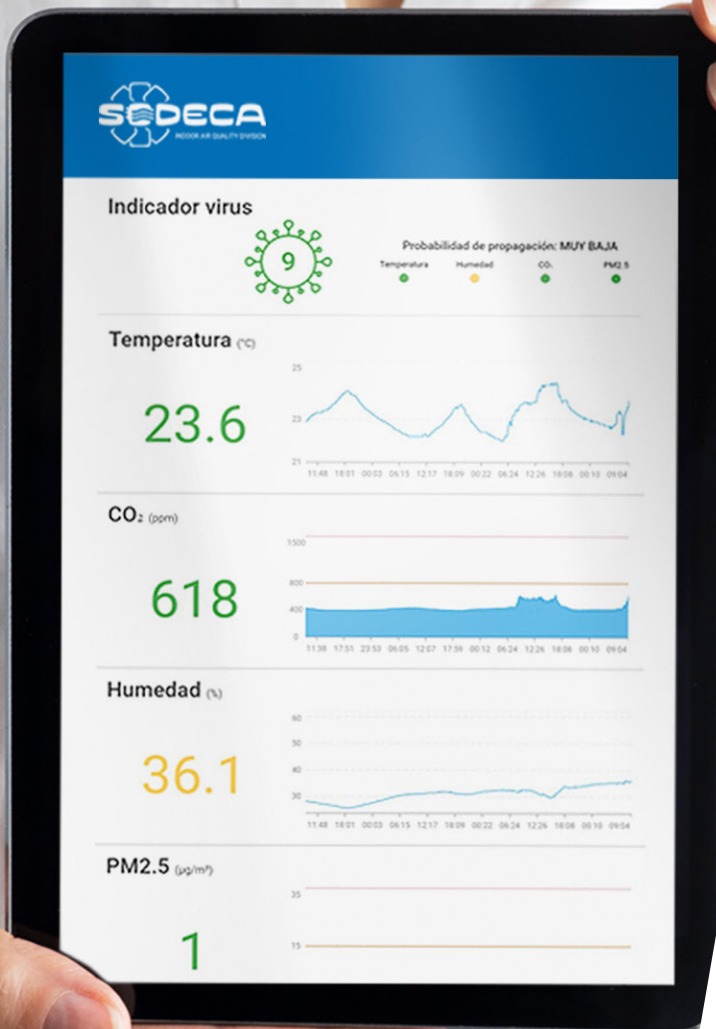 SODECA
INDOOR AIR QUALITY DIVISION
Indicador virus
9
Probabilidad de propagación: MUY BAJA
Temperatura Humedad CO₂ PM2.5
Temperatura (°C)
23.6
25
23
21
11:48 18:01 00:03 06:15 12:17 18:09 00:22 06:24 12:26 18:08 00:10 09:04
CO₂ (ppm)
618
1500
800
400
0
11:38 17:51 23:53 06:05 12:07 17:59 00:12 06:24 12:26 18:08 00:10 09:04
Humedad (%)
36.1
60
50
40
30
11:48 18:01 00:03 06:15 12:17 18:09 00:22 06:24 12:26 18:08 00:10 09:04
PM2.5 (µg/m³)
1
35
15